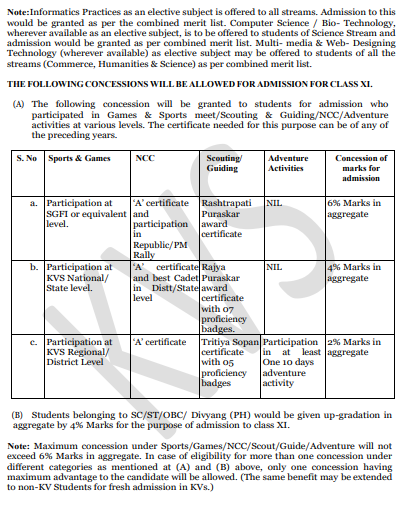 Note:Informatics Practices as an elective subject is offered to all streams. Admission to this
would be granted as per the combined merit list. Computer Science / Bio- Technology,
wherever available as an elective subject, is to be offered to students of Science Stream and
admission would be granted as per combined merit list. Multi- media & Web- Designing
Technology (wherever available) as elective subject may be offered to students of all the
streams (Commerce, Humanities & Science) as per combined merit list.
THE FOLLOWING CONCESSIONS WILL BE ALLOWED FOR ADMISSION FOR CLASS XI.
(A) The following concession will be granted to students for admission who
participated in Games & Sports meet/Scouting & Guiding/NCC/Adventure
activities at various levels. The certificate needed for this purpose can be of any of
the preceding years.
S. No Sports & Games NCC Scouting/ Adventure Concession of
Guiding Activities marks for
admission
a. Participation at 'A' certificate Rashtrapati NIL 6% Marks in
SGFI or equivalent and Puraskar aggregate
level. participation award
in certificate
Republic/PM
Rally
b. Participation at 'A' certificate Rajya NIL 4% Marks in
KVS National/ and best Cadet Puraskar aggregate
State level. in Distt/State award
level certificate
with 07
proficiency
badges.
c. Participation at 'A' certificate Tritiya Sopan Participation 2% Marks in
KVS Regional/ certificate in at least aggregate
District Level with 05 One 10 days
proficiency adventure
badges activity
(B) Students belonging to SC/ST/OBC/ Divyang (PH) would be given up-gradation in
aggregate by 4% Marks for the purpose of admission to class XI.
Note: Maximum concession under Sports/Games/NCC/Scout/Guide/Adventure will not
exceed 6% Marks in aggregate. In case of eligibility for more than one concession under
different categories as mentioned at (A) and (B) above, only one concession having
maximum advantage to the candidate will be allowed. (The same benefit may be extended
to non-KV Students for fresh admission in KVs.)
KVS